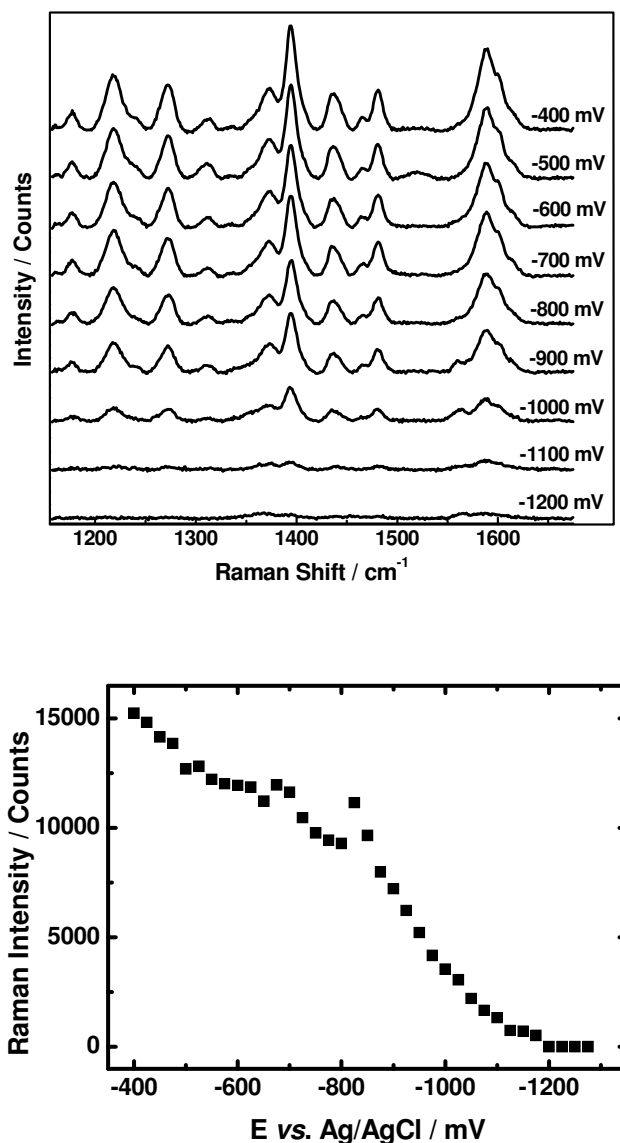 Intensity / Counts
-400 mV
-500 mV
-600 mV
-700 mV
-800 mV
-900 mV
-1000 mV
-1100 mV
-1200 mV
1200 1300 1400 1500 1600
Raman Shift / cm⁻¹
Raman Intensity / Counts
15000
10000
5000
0
-400 -600 -800 -1000 -1200
E vs. Ag/AgCl / mV